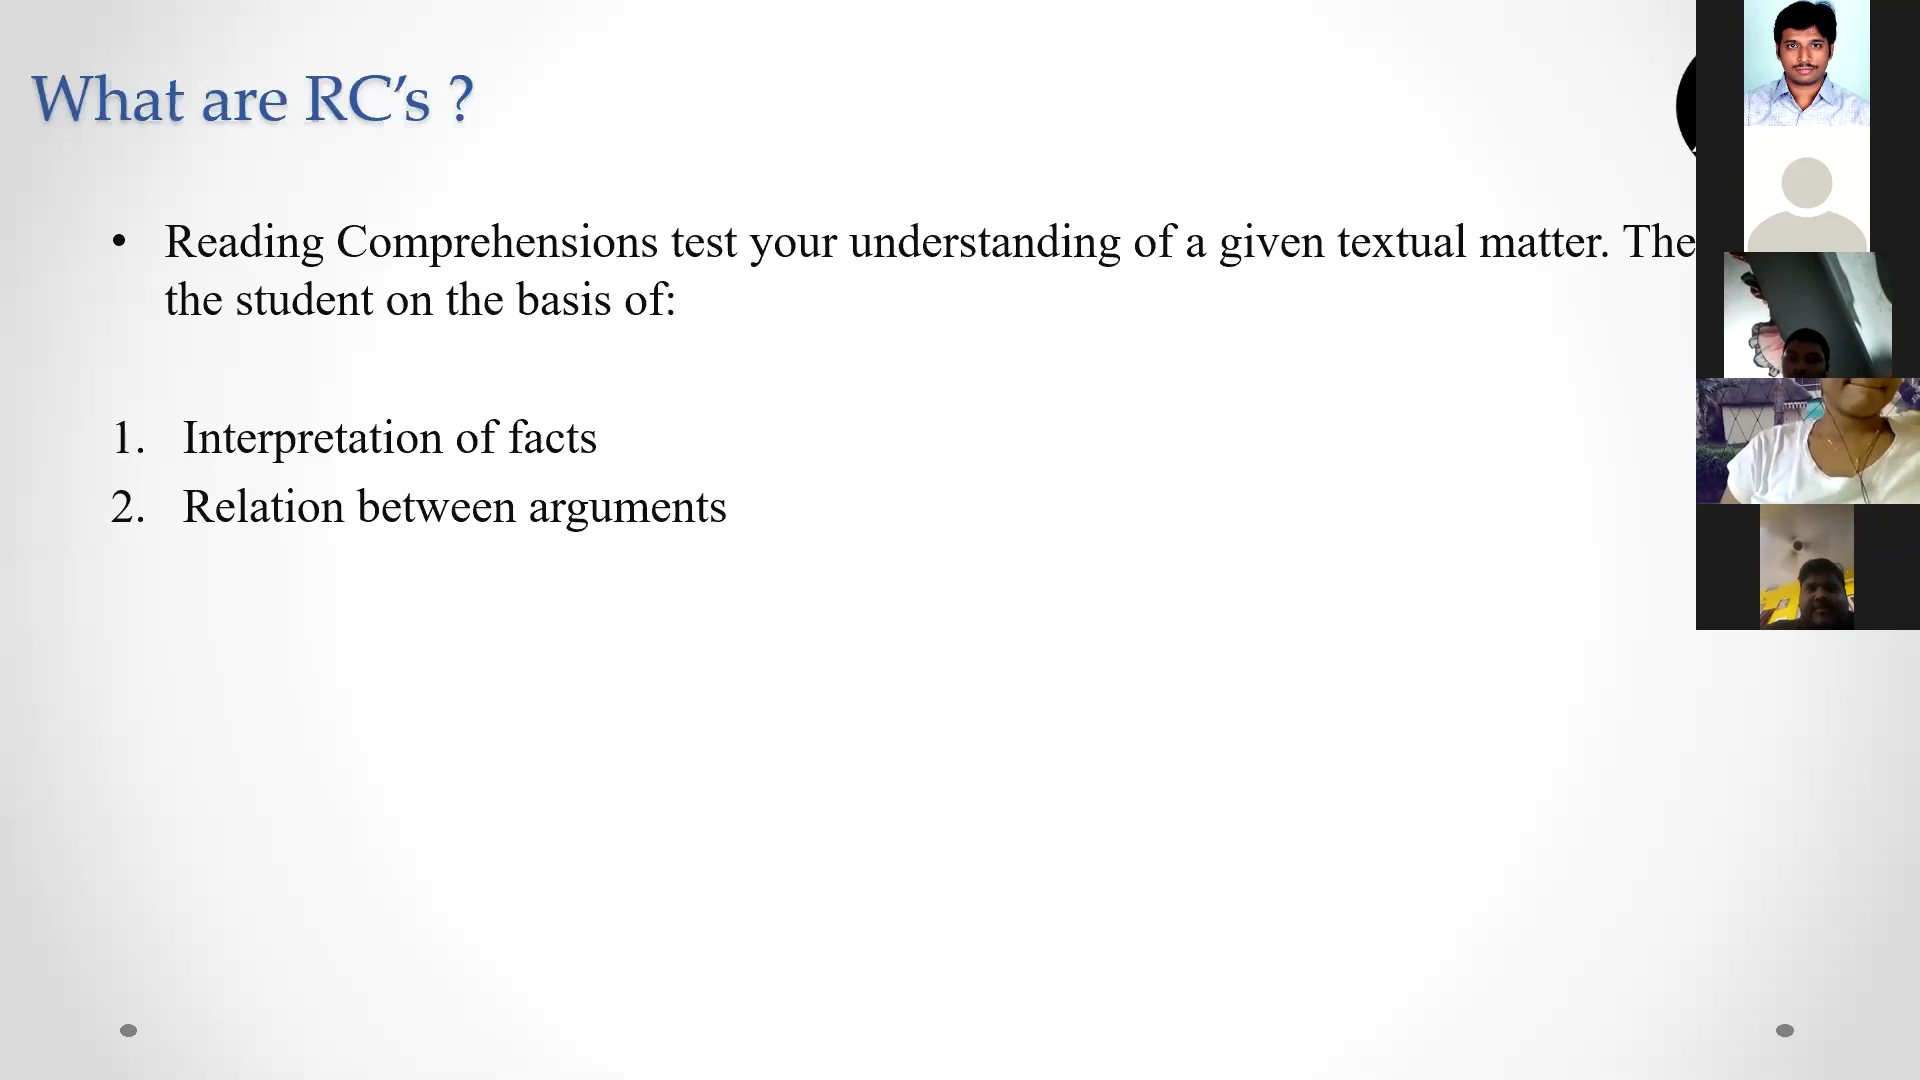 What are RC’s ?
• Reading Comprehensions test your understanding of a given textual matter. The
the student on the basis of:
1. Interpretation of facts
2. Relation between arguments